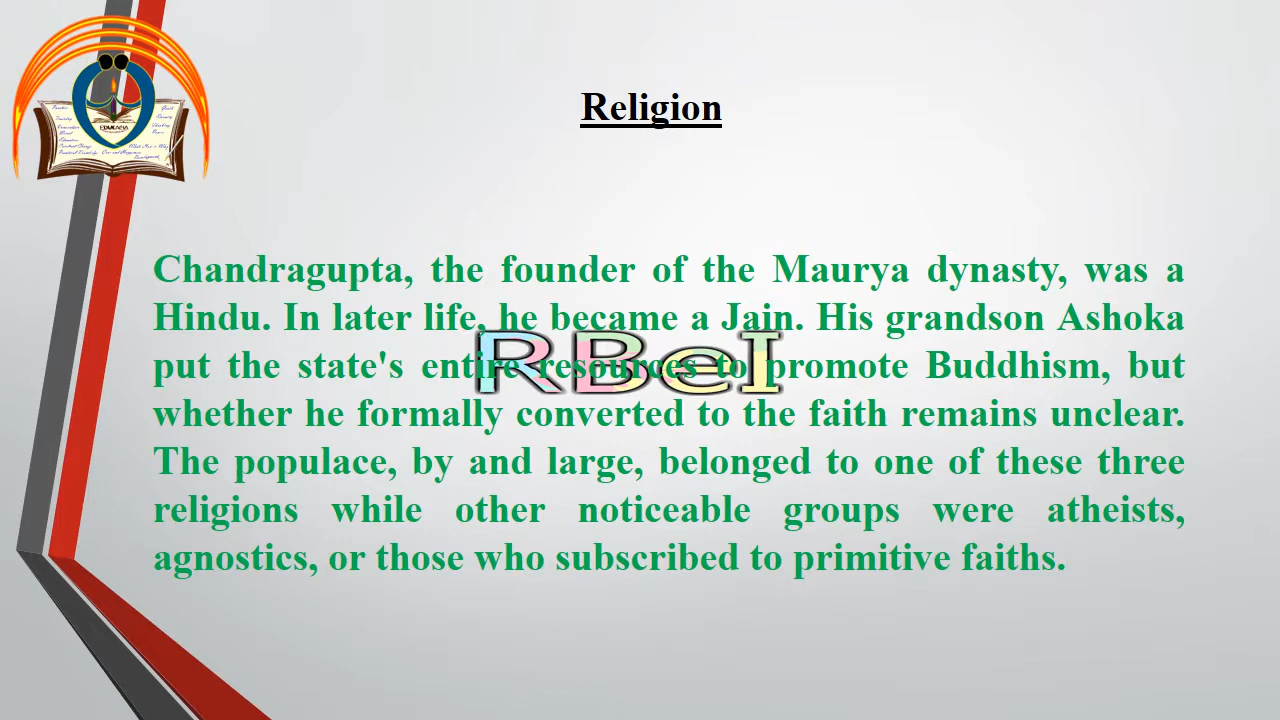 Religion
Chandragupta, the founder of the Maurya dynasty, was a
Hindu. In later life, he became a Jain. His grandson Ashoka
put the state's entire resources to promote Buddhism, but
RBeI
whether he formally converted to the faith remains unclear.
The populace, by and large, belonged to one of these three
religions while other noticeable groups were atheists,
agnostics, or those who subscribed to primitive faiths.